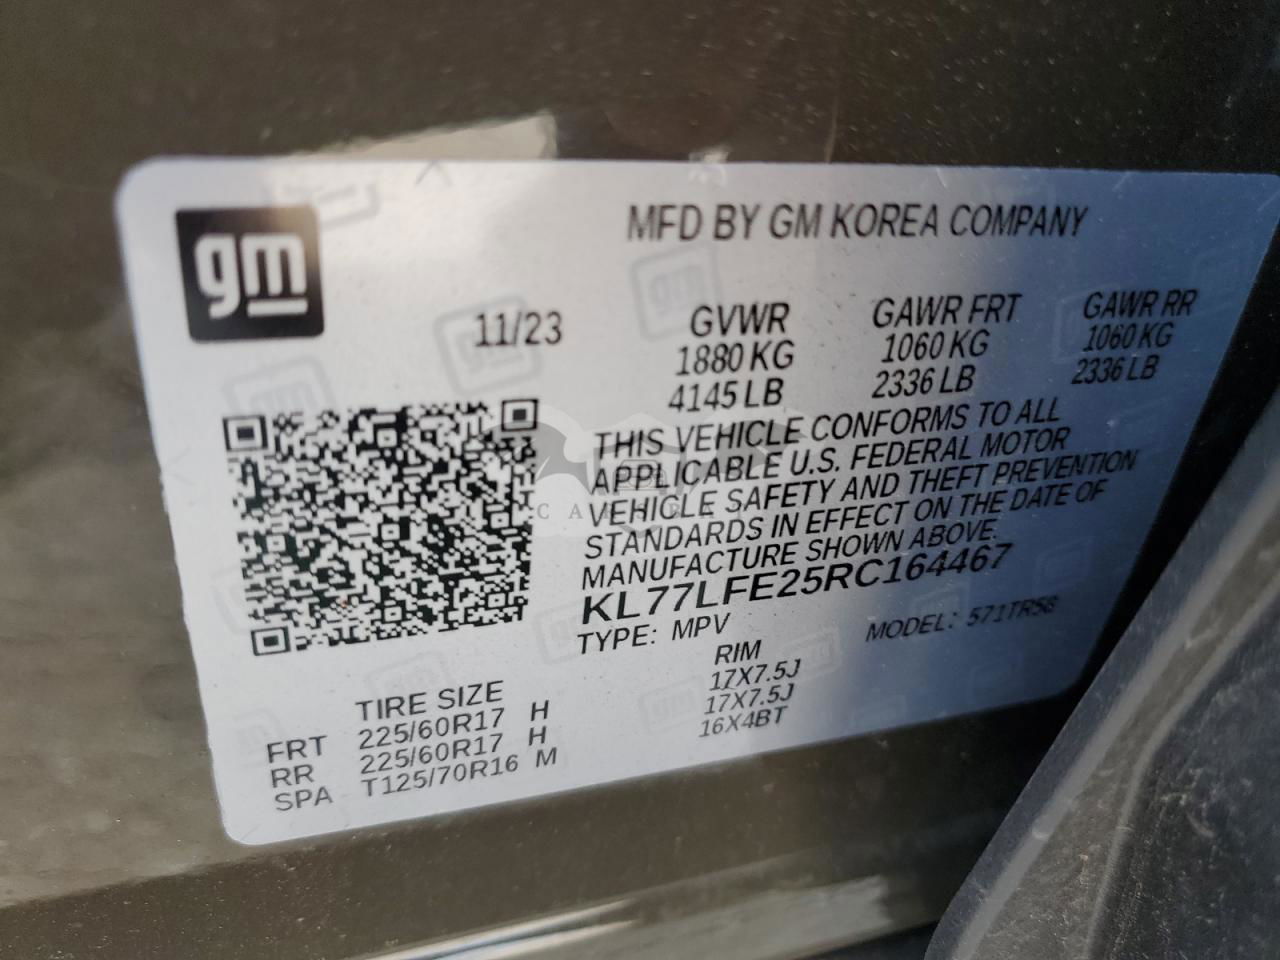 gm
MFD BY GM KOREA COMPANY
11/23 GVWR GAWR FRT GAWR RR
1880 KG 1060 KG 1060 KG
4145 LB 2336 LB 2336 LB
THIS VEHICLE CONFORMS TO ALL
APPLICABLE U.S. FEDERAL MOTOR
VEHICLE SAFETY AND THEFT PREVENTION
STANDARDS IN EFFECT ON THE DATE OF
MANUFACTURE SHOWN ABOVE.
KL77LFE25RC164467
TYPE: MPV MODEL: 571TR58
TIRE SIZE RIM
FRT 225/60R17 H 17X7.5J
RR 225/60R17 H 17X7.5J
SPA T125/70R16 M 16X4BT